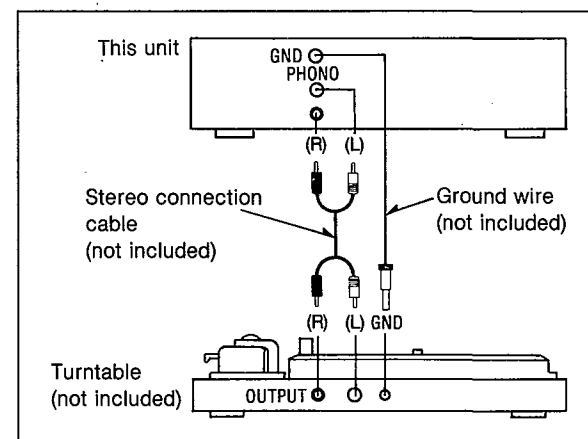 This unit
GND
PHONO
(R) (L)
Stereo connection
cable
(not included)
Ground wire
(not included)
(R) (L) GND
Turntable
(not included)
OUTPUT